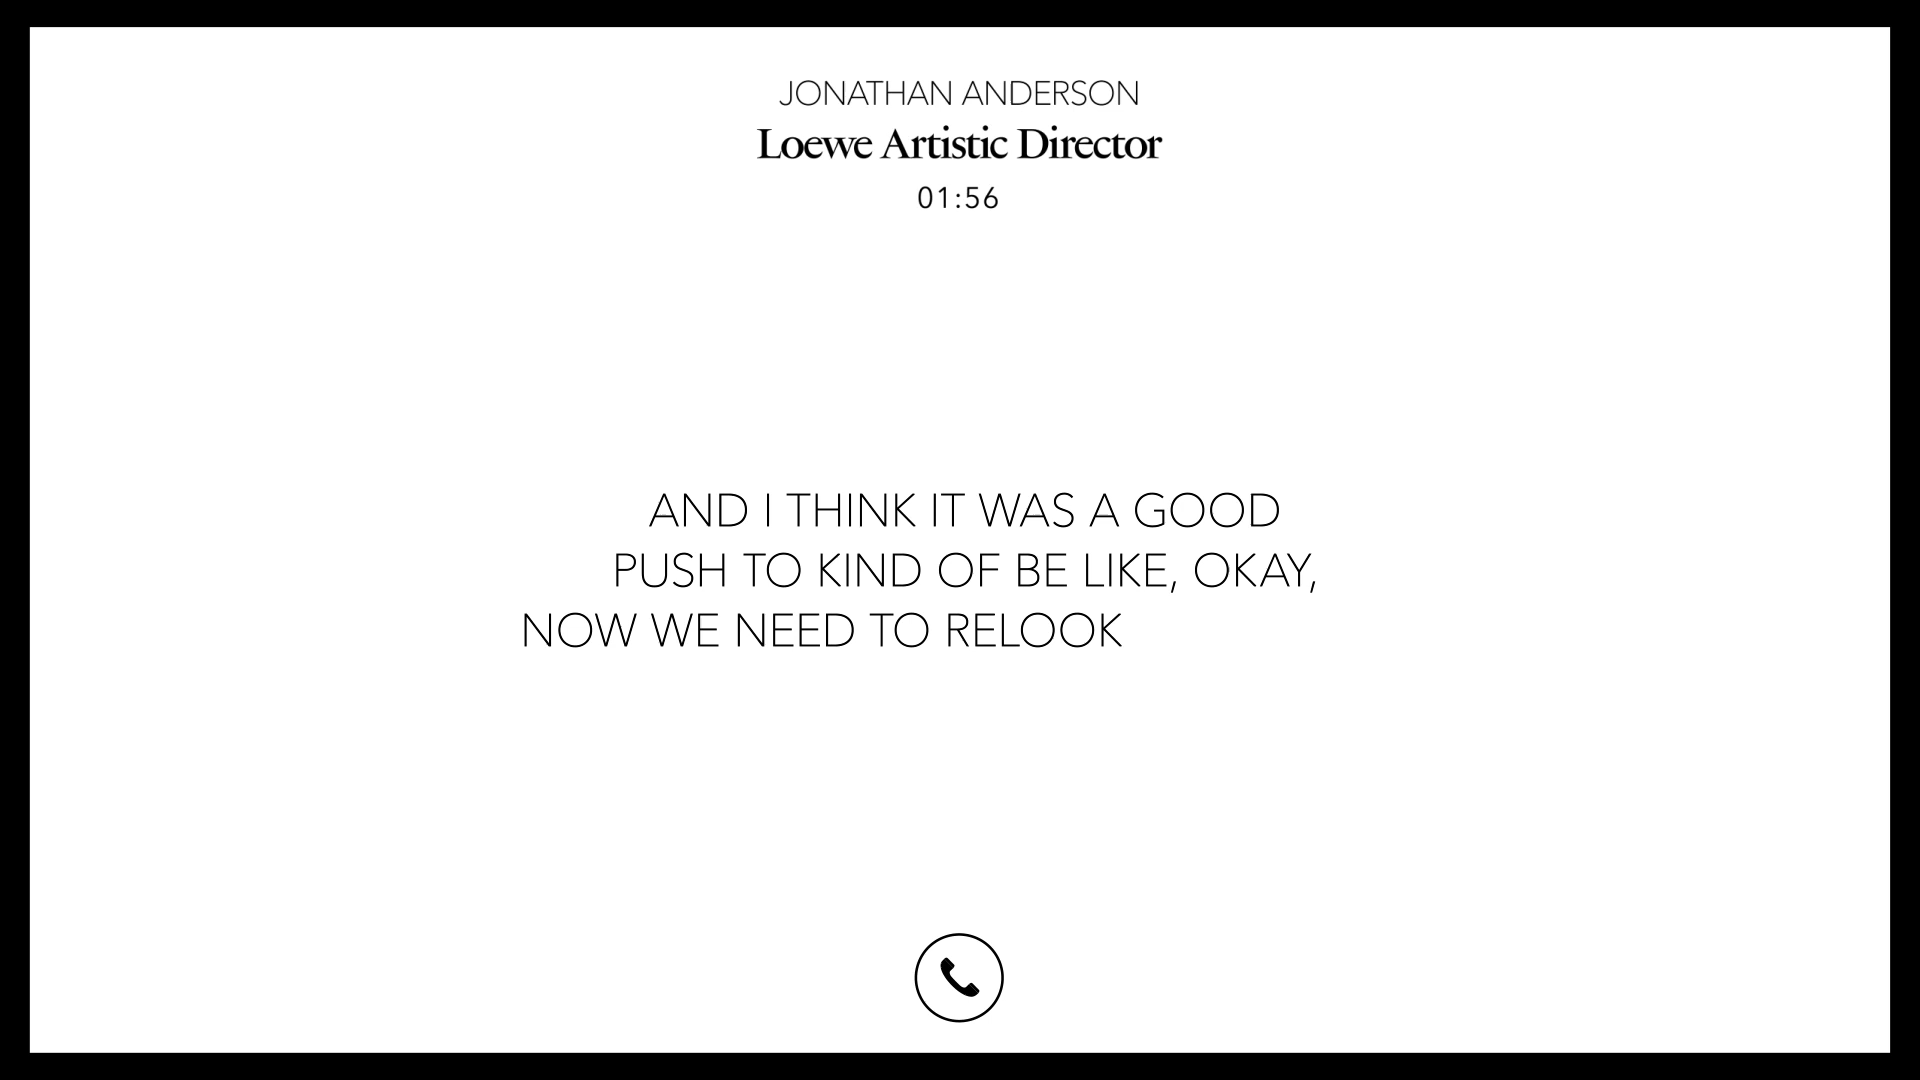 JONATHAN ANDERSON
Loewe Artistic Director
01:56
AND I THINK IT WAS A GOOD
PUSH TO KIND OF BE LIKE, OKAY,
NOW WE NEED TO RELOOK